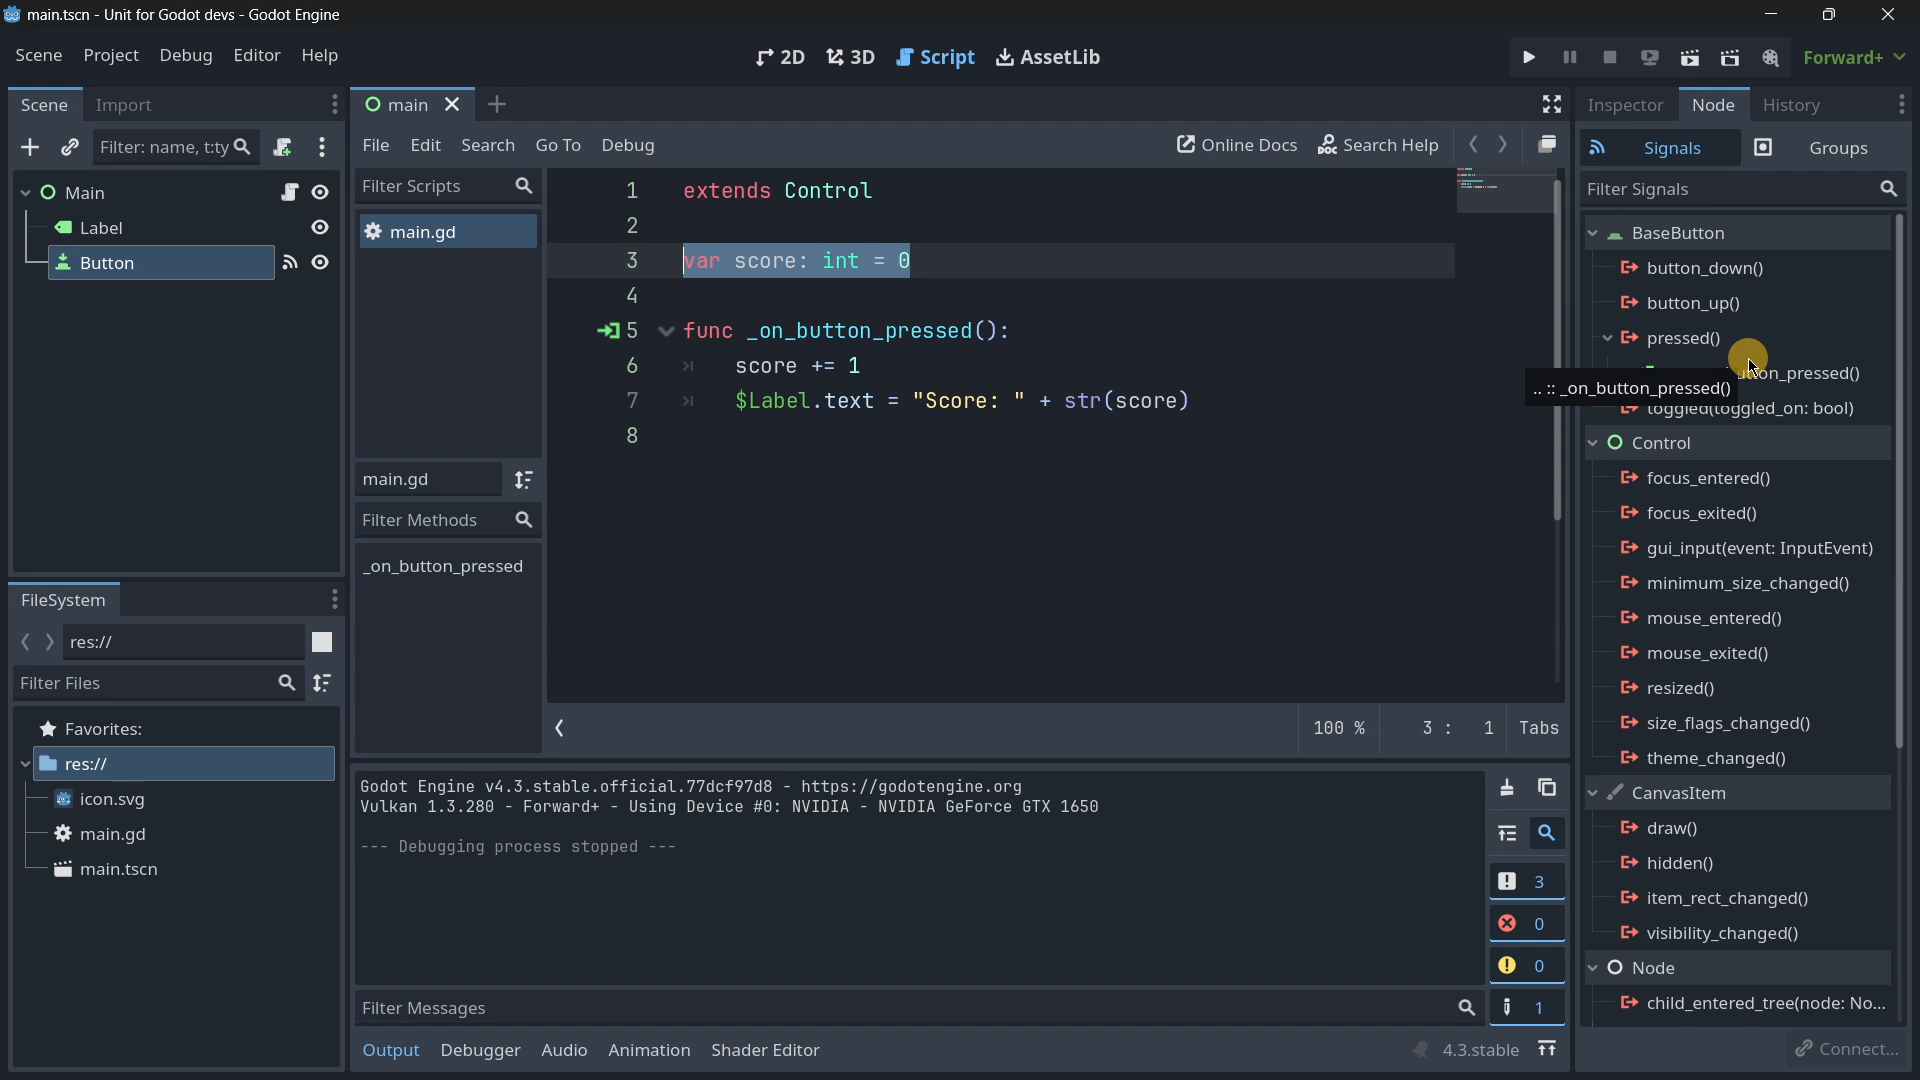 main.tscn - Unit for Godot devs - Godot Engine
Scene Project Debug Editor Help
2D 3D Script AssetLib
Forward+
Scene Import
Filter: name, t:ty
Main
Label
Button
FileSystem
res://
Filter Files
Favorites:
res://
icon.svg
main.gd
main.tscn
main
File Edit Search Go To Debug
Online Docs Search Help
Filter Scripts
main.gd
main.gd
Filter Methods
_on_button_pressed
1 extends Control
2
3 var score: int = 0
4
5 func _on_button_pressed():
6 score += 1
7 $Label.text = "Score: " + str(score)
8
100 % 3 : 1 Tabs
Godot Engine v4.3.stable.official.77dcf97d8 - https://godotengine.org
Vulkan 1.3.280 - Forward+ - Using Device #0: NVIDIA - NVIDIA GeForce GTX 1650
--- Debugging process stopped ---
3
0
0
1
Filter Messages
Output Debugger Audio Animation Shader Editor
4.3.stable
Inspector Node History
Signals Groups
Filter Signals
BaseButton
button_down()
button_up()
pressed()
utton_pressed()
.. :: _on_button_pressed()
toggled(toggled_on: bool)
Control
focus_entered()
focus_exited()
gui_input(event: InputEvent)
minimum_size_changed()
mouse_entered()
mouse_exited()
resized()
size_flags_changed()
theme_changed()
CanvasItem
draw()
hidden()
item_rect_changed()
visibility_changed()
Node
child_entered_tree(node: No...
Connect...